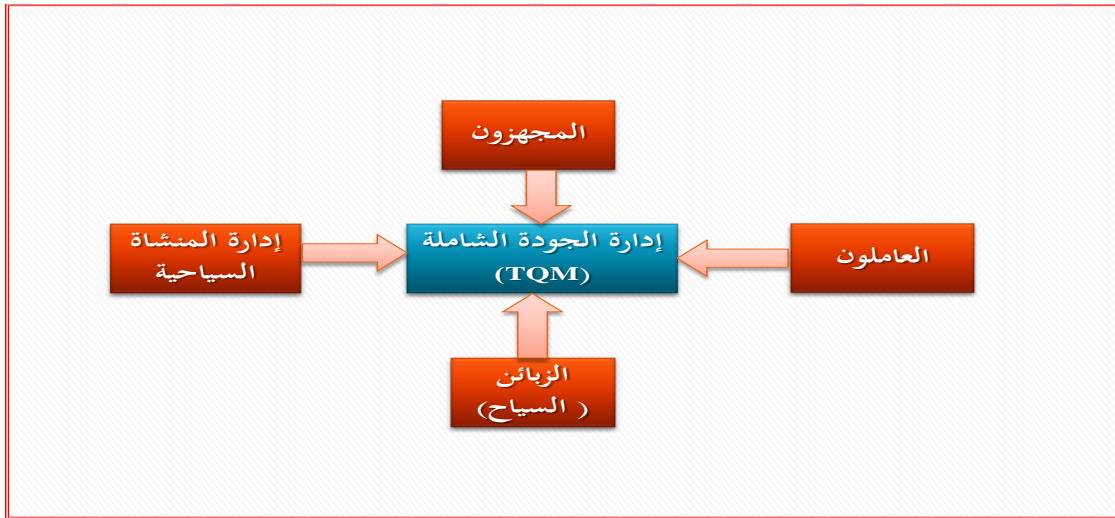 المجهزون
إدارة المنشاة
السياحية
إدارة الجودة الشاملة
(TQM)
العاملون
الزبائن
( السياح)